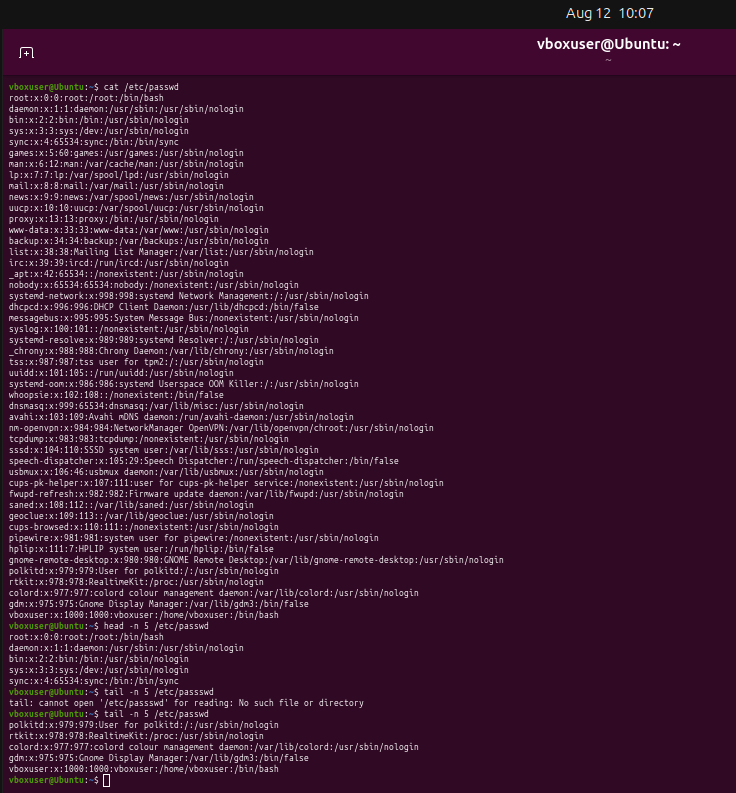 Aug 12 10:07
vboxuser@Ubuntu: ~
~
vboxuser@Ubuntu:~$ cat /etc/passwd
root:x:0:0:root:/root:/bin/bash
daemon:x:1:1:daemon:/usr/sbin:/usr/sbin/nologin
bin:x:2:2:bin:/bin:/usr/sbin/nologin
sys:x:3:3:sys:/dev:/usr/sbin/nologin
sync:x:4:65534:sync:/bin:/bin/sync
games:x:5:60:games:/usr/games:/usr/sbin/nologin
man:x:6:12:man:/var/cache/man:/usr/sbin/nologin
lp:x:7:7:lp:/var/spool/lpd:/usr/sbin/nologin
mail:x:8:8:mail:/var/mail:/usr/sbin/nologin
news:x:9:9:news:/var/spool/news:/usr/sbin/nologin
uucp:x:10:10:uucp:/var/spool/uucp:/usr/sbin/nologin
proxy:x:13:13:proxy:/bin:/usr/sbin/nologin
www-data:x:33:33:www-data:/var/www:/usr/sbin/nologin
backup:x:34:34:backup:/var/backups:/usr/sbin/nologin
list:x:38:38:Mailing List Manager:/var/list:/usr/sbin/nologin
irc:x:39:39:ircd:/run/ircd:/usr/sbin/nologin
_apt:x:42:65534::/nonexistent:/usr/sbin/nologin
nobody:x:65534:65534:nobody:/nonexistent:/usr/sbin/nologin
systemd-network:x:998:998:systemd Network Management:/:/usr/sbin/nologin
dhcpcd:x:996:996:DHCP Client Daemon:/usr/lib/dhcpcd:/bin/false
messagebus:x:995:995:System Message Bus:/nonexistent:/usr/sbin/nologin
syslog:x:100:101::/nonexistent:/usr/sbin/nologin
systemd-resolve:x:989:989:systemd Resolver:/:/usr/sbin/nologin
_chrony:x:988:988:Chrony Daemon:/var/lib/chrony:/usr/sbin/nologin
tss:x:987:987:tss user for tpm2:/:/usr/sbin/nologin
uuidd:x:101:105::/run/uuidd:/usr/sbin/nologin
systemd-oom:x:986:986:systemd Userspace OOM Killer:/:/usr/sbin/nologin
whoopsie:x:102:108::/nonexistent:/bin/false
dnsmasq:x:999:65534:dnsmasq:/var/lib/misc:/usr/sbin/nologin
avahi:x:103:109:Avahi mDNS daemon:/run/avahi-daemon:/usr/sbin/nologin
nm-openvpn:x:984:984:NetworkManager OpenVPN:/var/lib/openvpn/chroot:/usr/sbin/nologin
tcpdump:x:983:983:tcpdump:/nonexistent:/usr/sbin/nologin
sssd:x:104:110:SSSD system user:/var/lib/sss:/usr/sbin/nologin
speech-dispatcher:x:105:29:Speech Dispatcher:/run/speech-dispatcher:/bin/false
usbmux:x:106:46:usbmux daemon:/var/lib/usbmux:/usr/sbin/nologin
cups-pk-helper:x:107:111:user for cups-pk-helper service:/nonexistent:/usr/sbin/nologin
fwupd-refresh:x:982:982:Firmware update daemon:/var/lib/fwupd:/usr/sbin/nologin
saned:x:108:112::/var/lib/saned:/usr/sbin/nologin
geoclue:x:109:113::/var/lib/geoclue:/usr/sbin/nologin
cups-browsed:x:110:111::/nonexistent:/usr/sbin/nologin
pipewire:x:981:981:system user for pipewire:/nonexistent:/usr/sbin/nologin
hplip:x:111:7:HPLIP system user:/run/hplip:/bin/false
gnome-remote-desktop:x:980:980:GNOME Remote Desktop:/var/lib/gnome-remote-desktop:/usr/sbin/nologin
polkitd:x:979:979:User for polkitd:/:/usr/sbin/nologin
rtkit:x:978:978:RealtimeKit:/proc:/usr/sbin/nologin
colord:x:977:977:colord colour management daemon:/var/lib/colord:/usr/sbin/nologin
gdm:x:975:975:Gnome Display Manager:/var/lib/gdm3:/bin/false
vboxuser:x:1000:1000:vboxuser:/home/vboxuser:/bin/bash
vboxuser@Ubuntu:~$ head -n 5 /etc/passwd
root:x:0:0:root:/root:/bin/bash
daemon:x:1:1:daemon:/usr/sbin:/usr/sbin/nologin
bin:x:2:2:bin:/bin:/usr/sbin/nologin
sys:x:3:3:sys:/dev:/usr/sbin/nologin
sync:x:4:65534:sync:/bin:/bin/sync
vboxuser@Ubuntu:~$ tail -n 5 /etc/passswd
tail: cannot open '/etc/passswd' for reading: No such file or directory
vboxuser@Ubuntu:~$ tail -n 5 /etc/passwd
polkitd:x:979:979:User for polkitd:/:/usr/sbin/nologin
rtkit:x:978:978:RealtimeKit:/proc:/usr/sbin/nologin
colord:x:977:977:colord colour management daemon:/var/lib/colord:/usr/sbin/nologin
gdm:x:975:975:Gnome Display Manager:/var/lib/gdm3:/bin/false
vboxuser:x:1000:1000:vboxuser:/home/vboxuser:/bin/bash
vboxuser@Ubuntu:~$